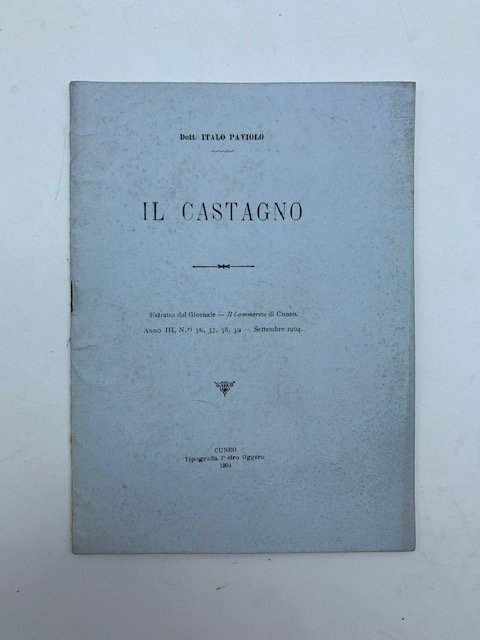 Dott. ITALO PAVIOLO
IL CASTAGNO
Estratto dal Giornale — Il Commercio di Cuneo.
Anno III, N.ri 36, 37, 38, 39 — Settembre 1904.
CUNEO
Tipografia Pietro Oggero
1904